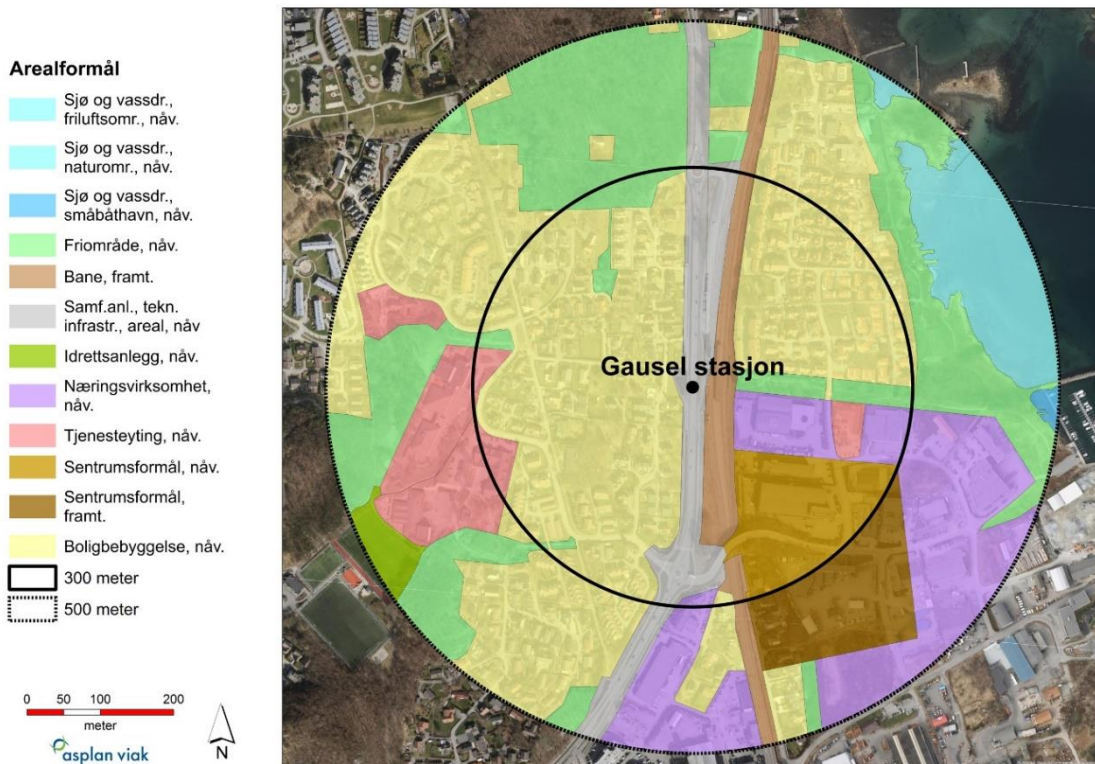 Arealformål
Sjø og vassdr.,
friluftsomr., nåv.
Sjø og vassdr.,
naturomr., nåv.
Sjø og vassdr.,
småbåthavn, nåv.
Friområde, nåv.
Bane, framt.
Samf.anl., tekn.
infrastr., areal, nåv
Idrettsanlegg, nåv.
Næringsvirksomhet,
nåv.
Tjenesteyting, nåv.
Sentrumsformål, nåv.
Sentrumsformål,
framt.
Boligbebyggelse, nåv.
300 meter
500 meter
0 50 100 200
meter
asplan viak
N
Gausel stasjon